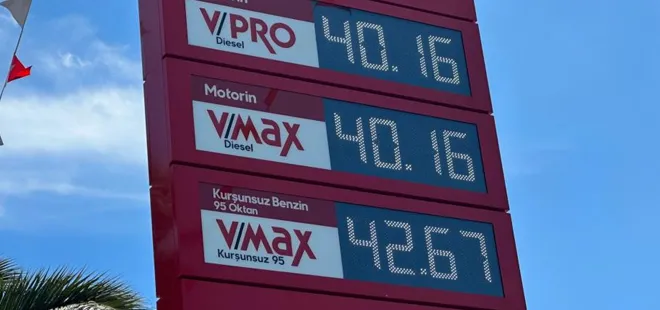 V/PRO
Diesel
40.16
Motorin
V/MAX
Diesel
40.16
Kurşunsuz Benzin
95 Oktan
V/MAX
Kurşunsuz 95
42.67